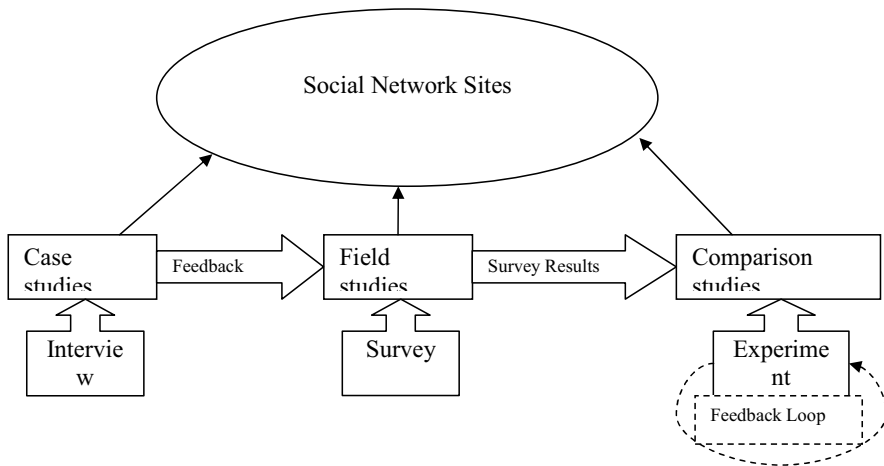 Social Network Sites
Case
studies
Feedback
Field
studies
Survey Results
Comparison
studies
Intervie
w
Survey
Experime
nt
Feedback Loop